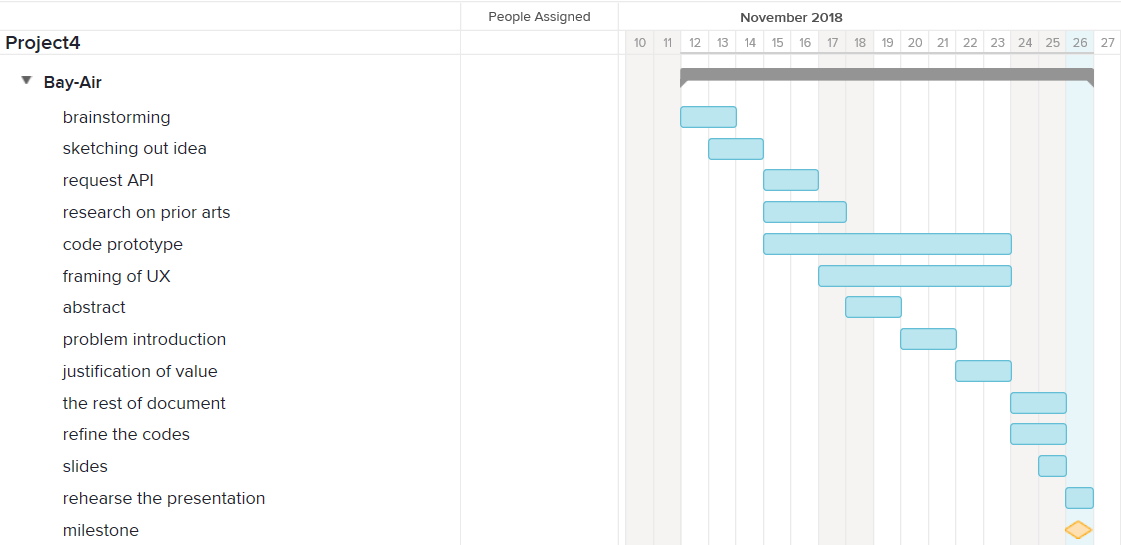 People Assigned November 2018
Project4 10 11 12 13 14 15 16 17 18 19 20 21 22 23 24 25 26 27
Bay-Air
brainstorming
sketching out idea
request API
research on prior arts
code prototype
framing of UX
abstract
problem introduction
justification of value
the rest of document
refine the codes
slides
rehearse the presentation
milestone